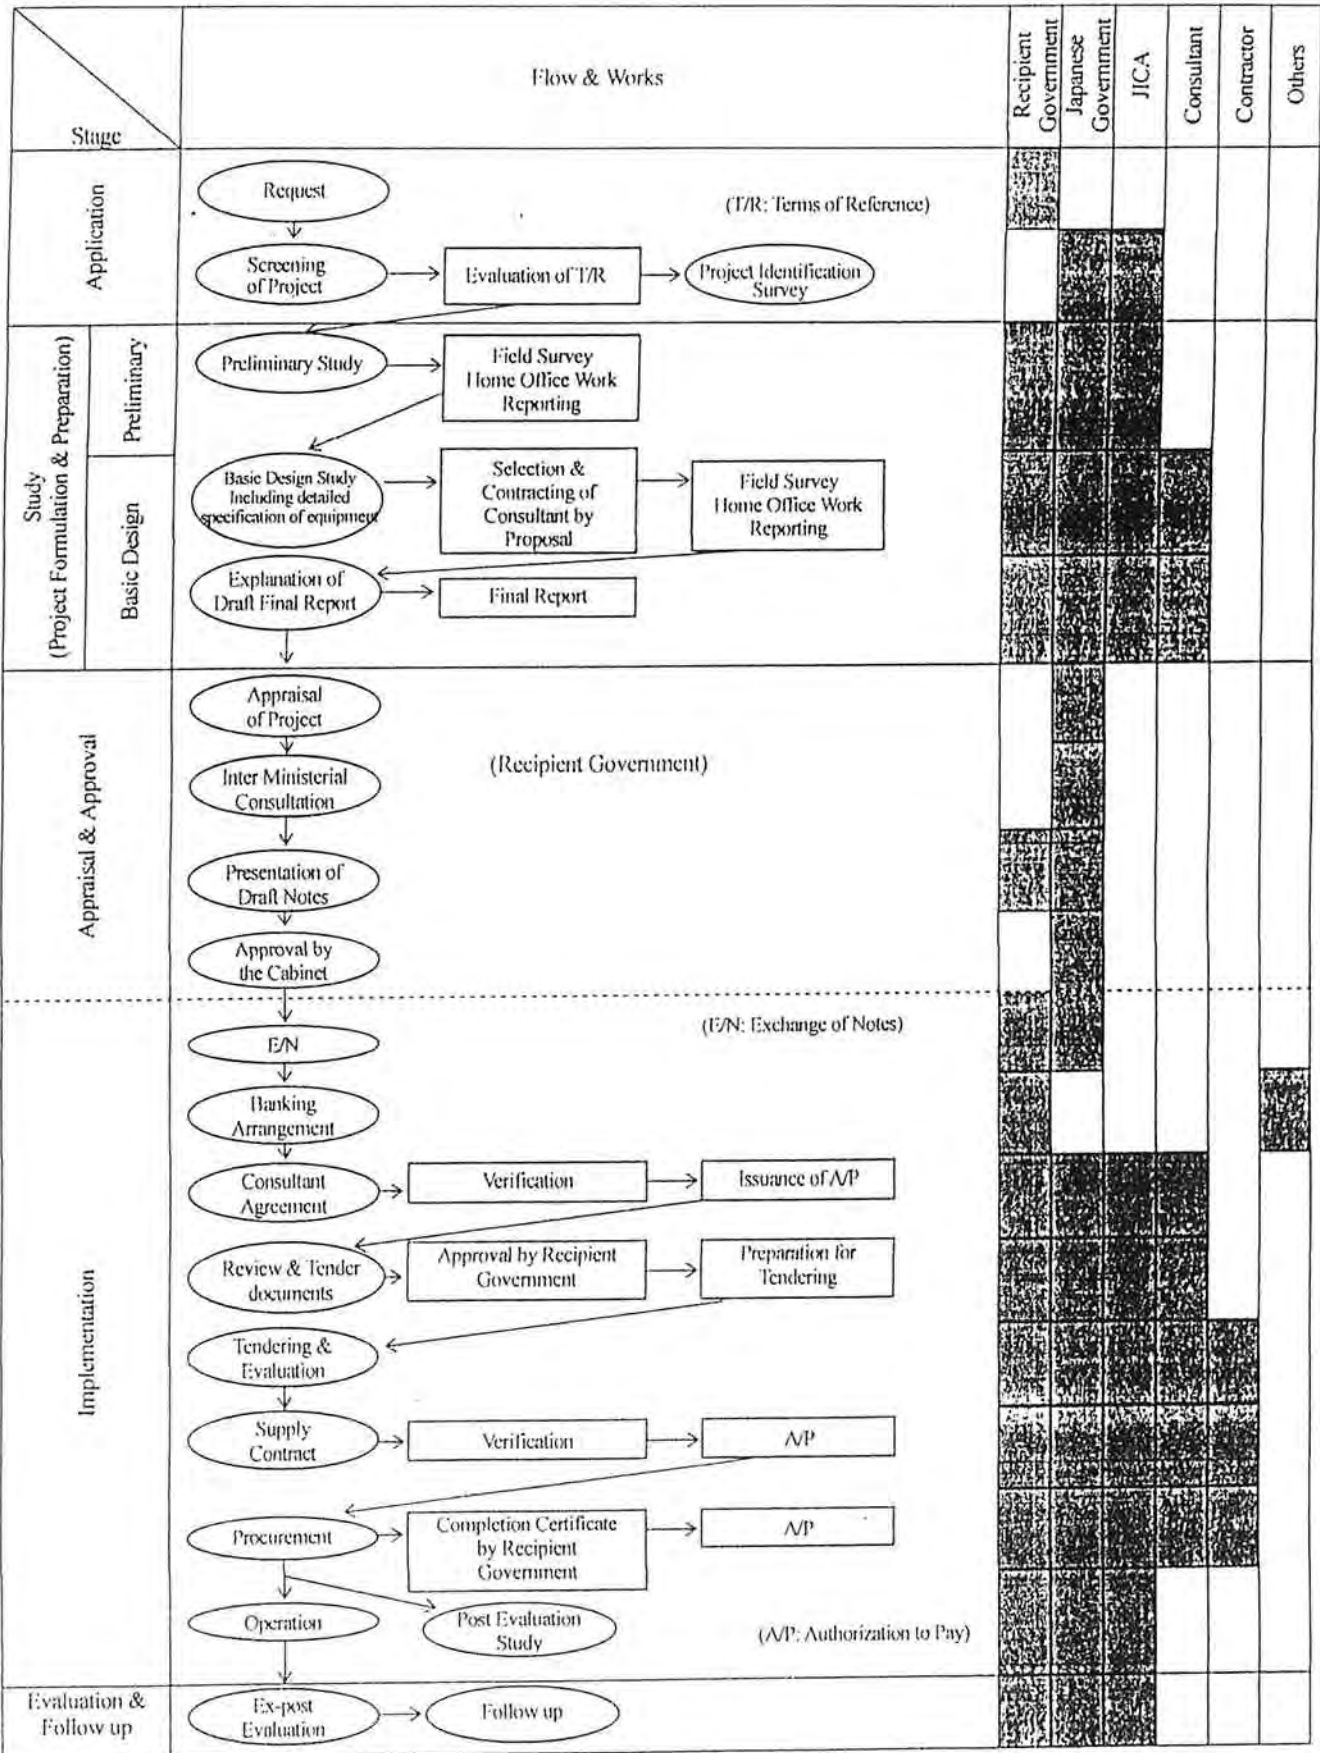 Stage
Flow & Works
Recipient
Government
Japanese
Government
JICA
Consultant
Contractor
Others
Application
Request
(T/R: Terms of Reference)
Screening
of Project
Evaluation of T/R
Project Identification
Survey
Study
(Project Formulation & Preparation)
Preliminary
Preliminary Study
Field Survey
Home Office Work
Reporting
Basic Design
Basic Design Study
Including detailed
specification of equipment
Selection &
Contracting of
Consultant by
Proposal
Field Survey
Home Office Work
Reporting
Explanation of
Draft Final Report
Final Report
Appraisal & Approval
Appraisal
of Project
Inter Ministerial
Consultation
(Recipient Government)
Presentation of
Draft Notes
Approval by
the Cabinet
Implementation
(E/N: Exchange of Notes)
E/N
Banking
Arrangement
Consultant
Agreement
Verification
Issuance of A/P
Review & Tender
documents
Approval by Recipient
Government
Preparation for
Tendering
Tendering &
Evaluation
Supply
Contract
Verification
A/P
Procurement
Completion Certificate
by Recipient
Government
A/P
Operation
Post Evaluation
Study
(A/P: Authorization to Pay)
Evaluation &
Follow up
Ex-post
Evaluation
Follow up